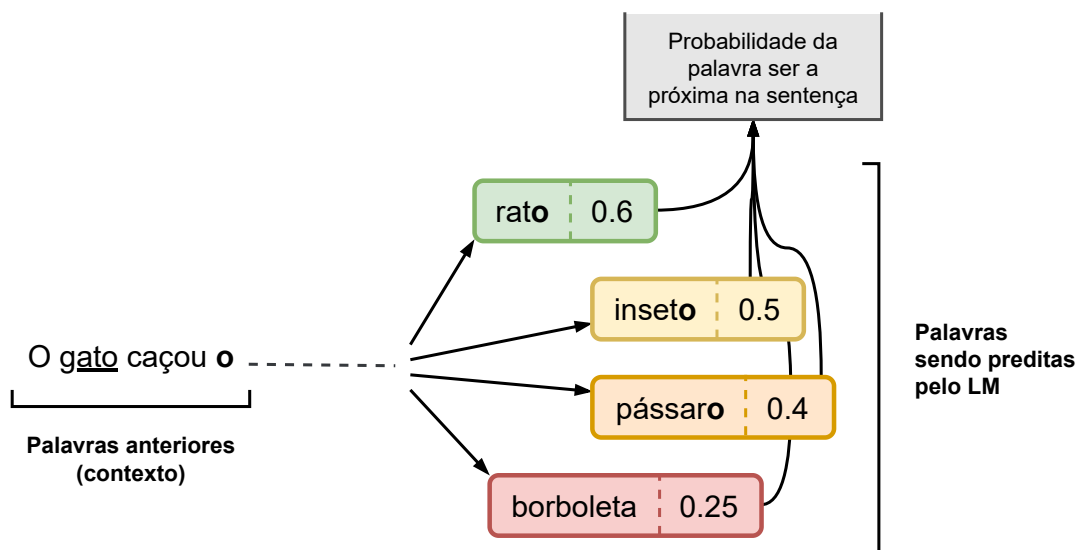 Probabilidade da
palavra ser a
próxima na sentença
rato 0.6
inseto 0.5
O gato caçou o
pássaro 0.4
borboleta 0.25
Palavras anteriores
(contexto)
Palavras
sendo preditas
pelo LM